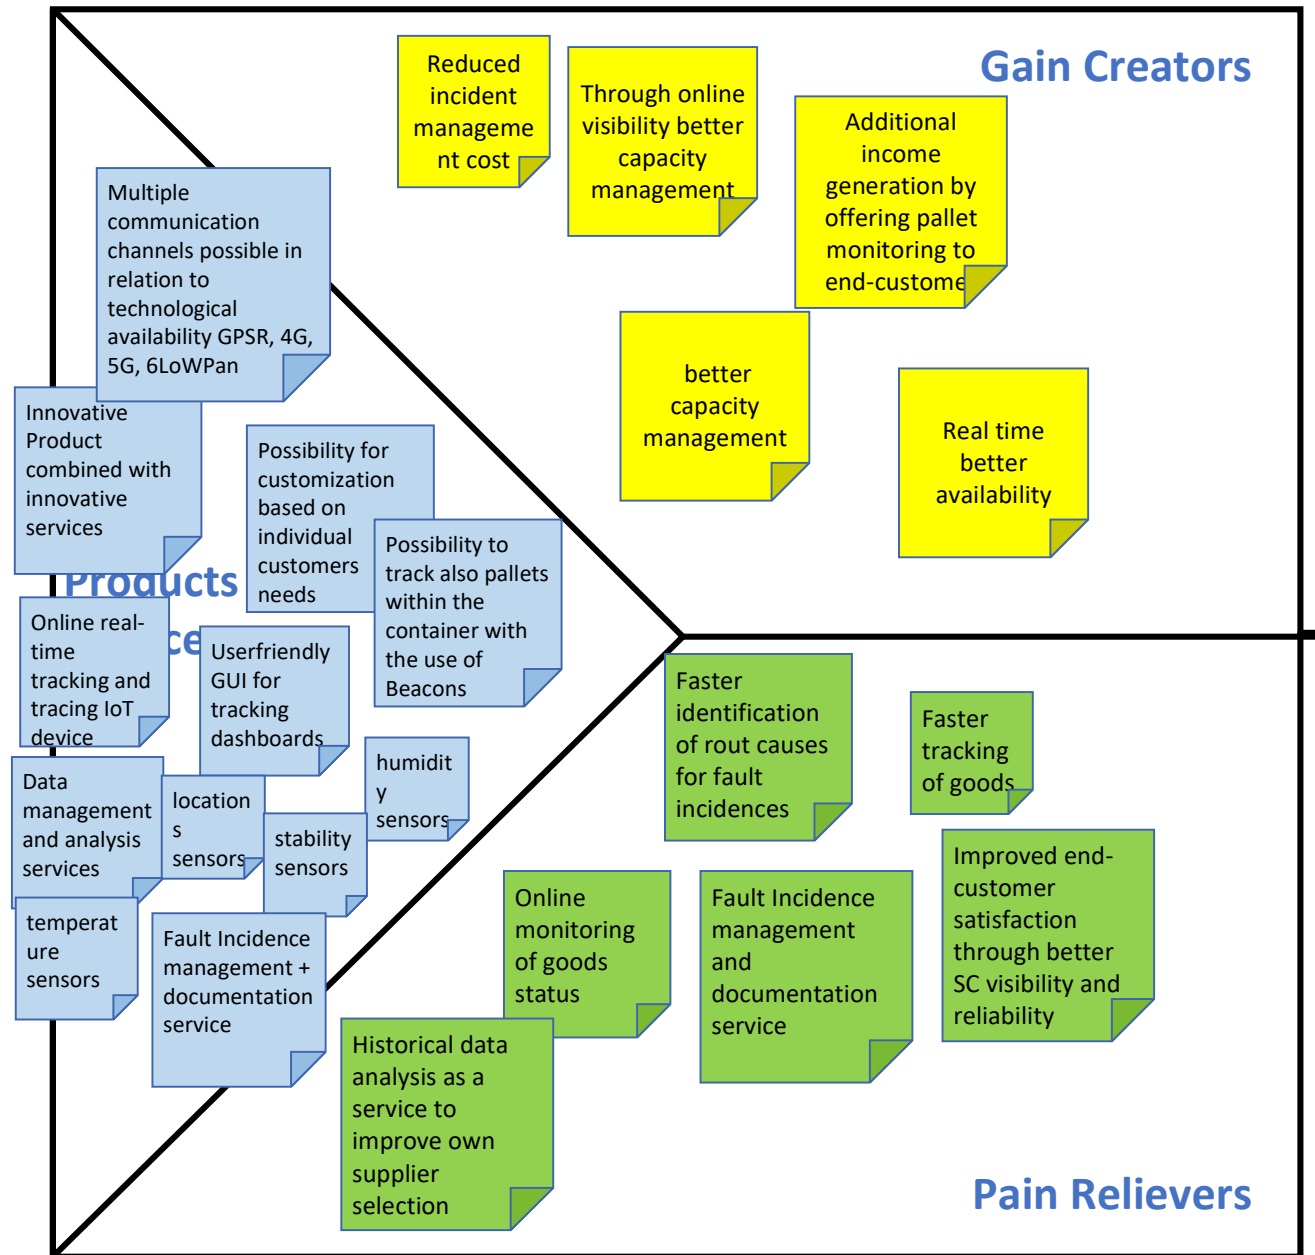 Gain Creators
Reduced
incident
manageme
nt cost
Through online
visibility better
capacity
management
Additional
income
generation by
offering pallet
monitoring to
end-custome
better
capacity
management
Real time
better
availability
Multiple
communication
channels possible in
relation to
technological
availability GPSR, 4G,
5G, 6LoWPan
Innovative
Product
combined with
innovative
services
Possibility for
customization
based on
individual
customers
needs
Possibility to
track also pallets
within the
container with
the use of
Beacons
Products
Online real-
time
tracking and
tracing IoT
device
Userfriendly
GUI for
tracking
dashboards
humidit
y
sensors
Data
management
and analysis
services
location
s
sensors
stability
sensors
temperat
ure
sensors
Fault Incidence
management +
documentation
service
Faster
identification
of rout causes
for fault
incidences
Faster
tracking
of goods
Online
monitoring
of goods
status
Fault Incidence
management
and
documentation
service
Improved end-
customer
satisfaction
through better
SC visibility and
reliability
Historical data
analysis as a
service to
improve own
supplier
selection
Pain Relievers